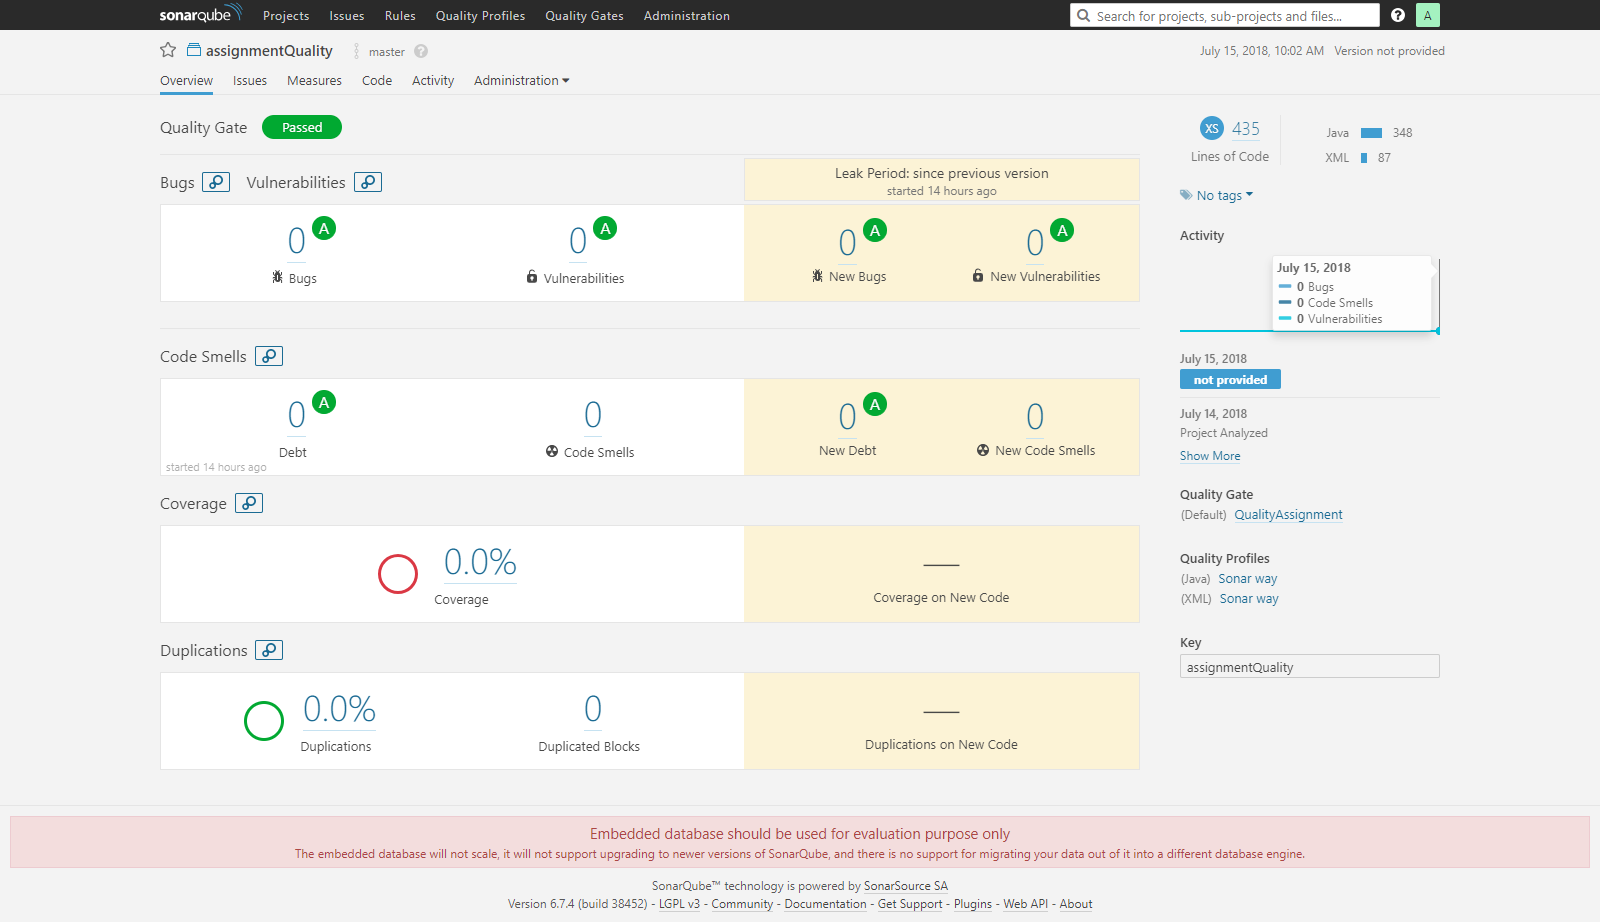 sonarqube Projects Issues Rules Quality Profiles Quality Gates Administration Search for projects, sub-projects and files... ? A
assignmentQuality master ? July 15, 2018, 10:02 AM Version not provided
Overview Issues Measures Code Activity Administration
Quality Gate Passed
Bugs Vulnerabilities
Leak Period: since previous version
started 14 hours ago
0 A 0 A 0 A 0 A
Bugs Vulnerabilities New Bugs New Vulnerabilities
Code Smells
0 A 0 0 A 0
Debt Code Smells New Debt New Code Smells
started 14 hours ago
Coverage
0.0% —
Coverage Coverage on New Code
Duplications
0.0% 0 —
Duplications Duplicated Blocks Duplications on New Code
XS 435
Lines of Code
Java 348
XML 87
No tags
Activity
July 15, 2018
0 Bugs
0 Code Smells
0 Vulnerabilities
July 15, 2018
not provided
July 14, 2018
Project Analyzed
Show More
Quality Gate
(Default) QualityAssignment
Quality Profiles
(Java) Sonar way
(XML) Sonar way
Key
assignmentQuality
Embedded database should be used for evaluation purpose only
The embedded database will not scale, it will not support upgrading to newer versions of SonarQube, and there is no support for migrating your data out of it into a different database engine.
SonarQube™ technology is powered by SonarSource SA
Version 6.7.4 (build 38452) - LGPL v3 - Community - Documentation - Get Support - Plugins - Web API - About